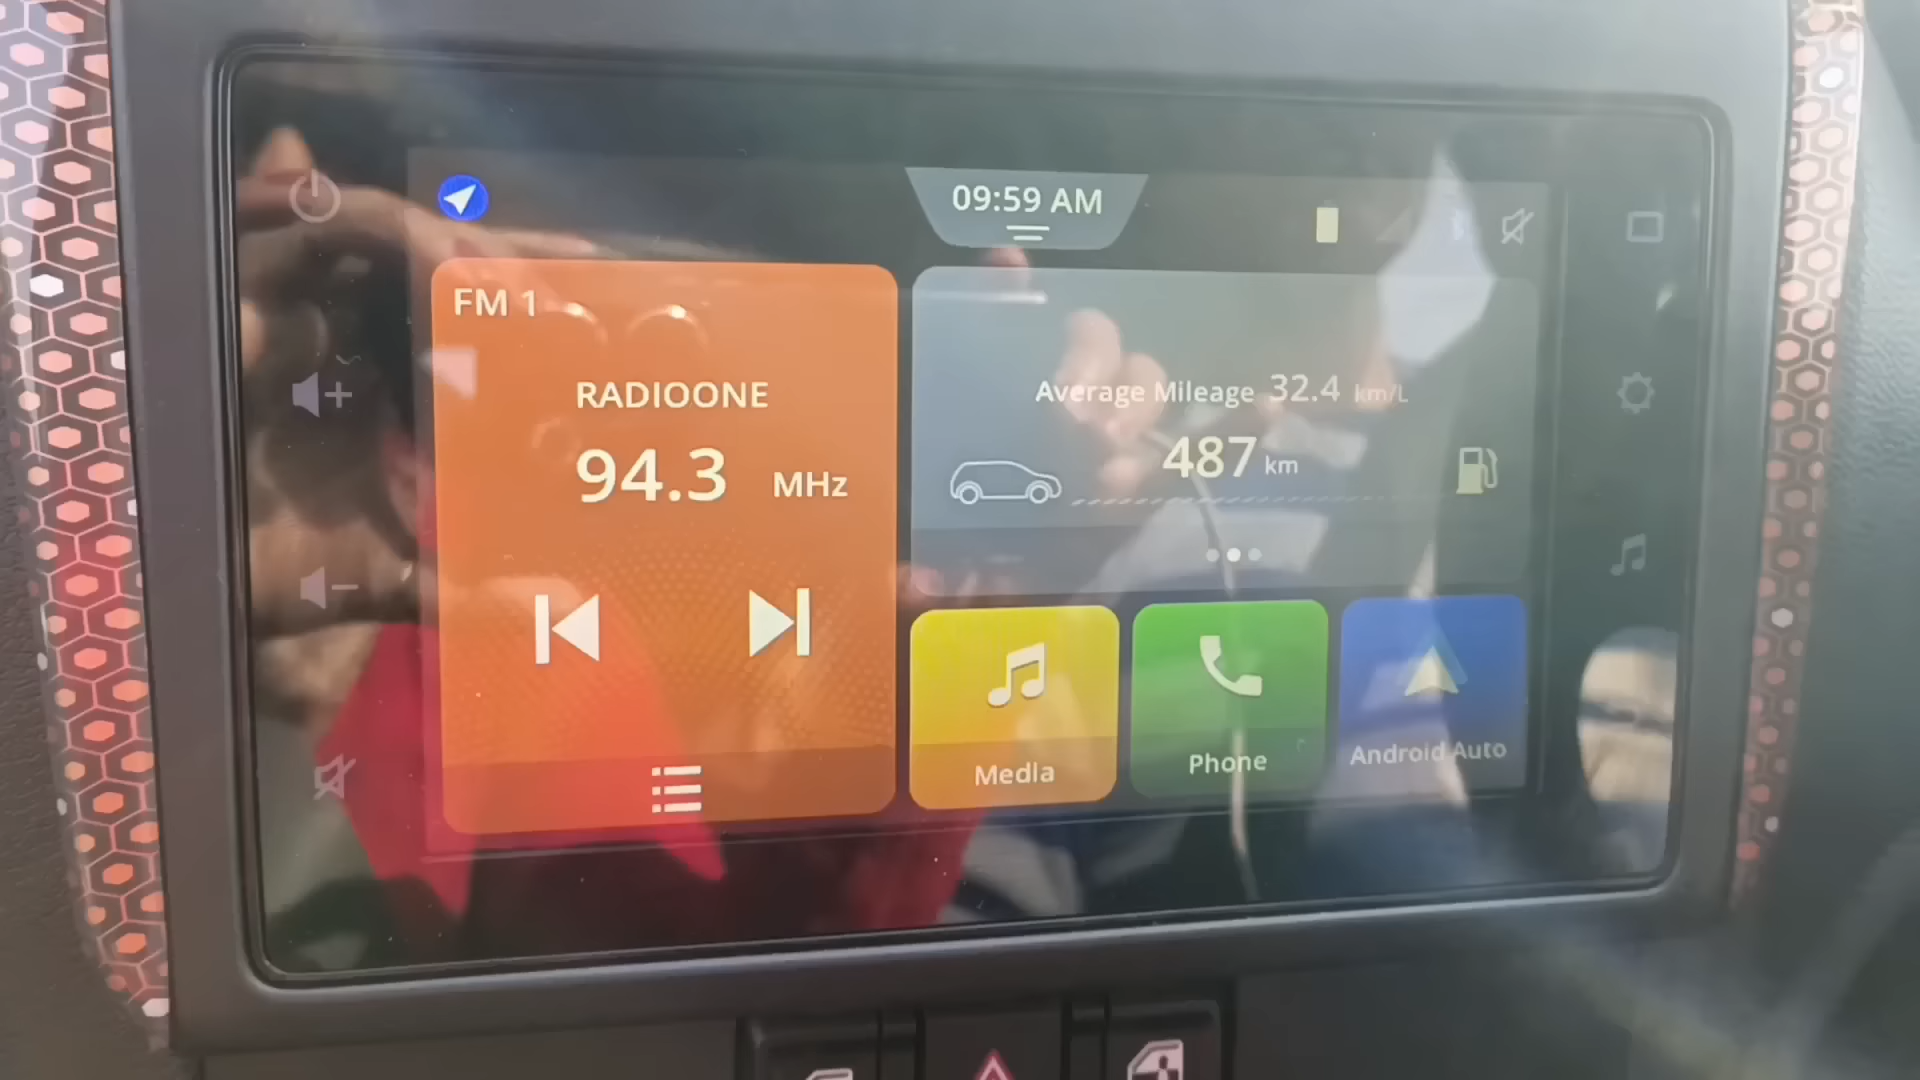 09:59 AM
FM 1
RADIOONE
94.3 MHz
Average Mileage 32.4 km/L
487 km
Media
Phone
Android Auto